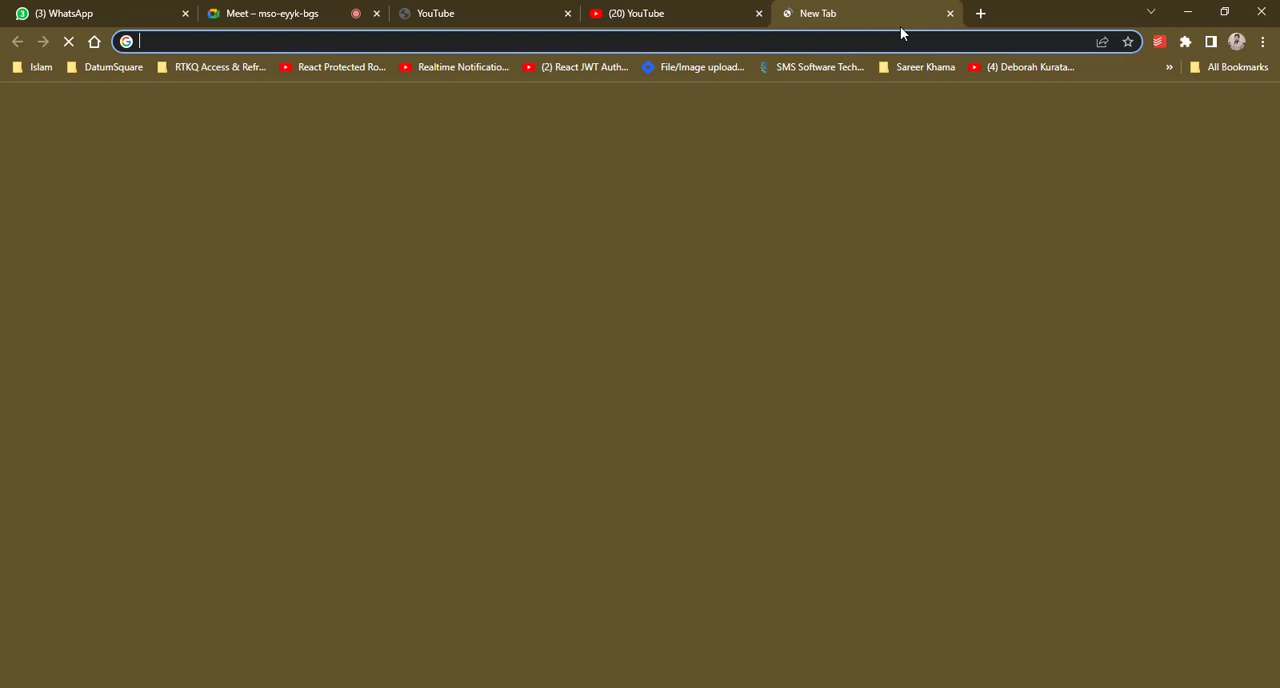 (3) WhatsApp Meet – mso-eyyk-bgs YouTube (20) YouTube New Tab
Islam DatumSquare RTKQ Access & Refr... React Protected Ro... Realtime Notificatio... (2) React JWT Auth... File/Image upload... SMS Software Tech... Sareer Khama (4) Deborah Kurata... » All Bookmarks